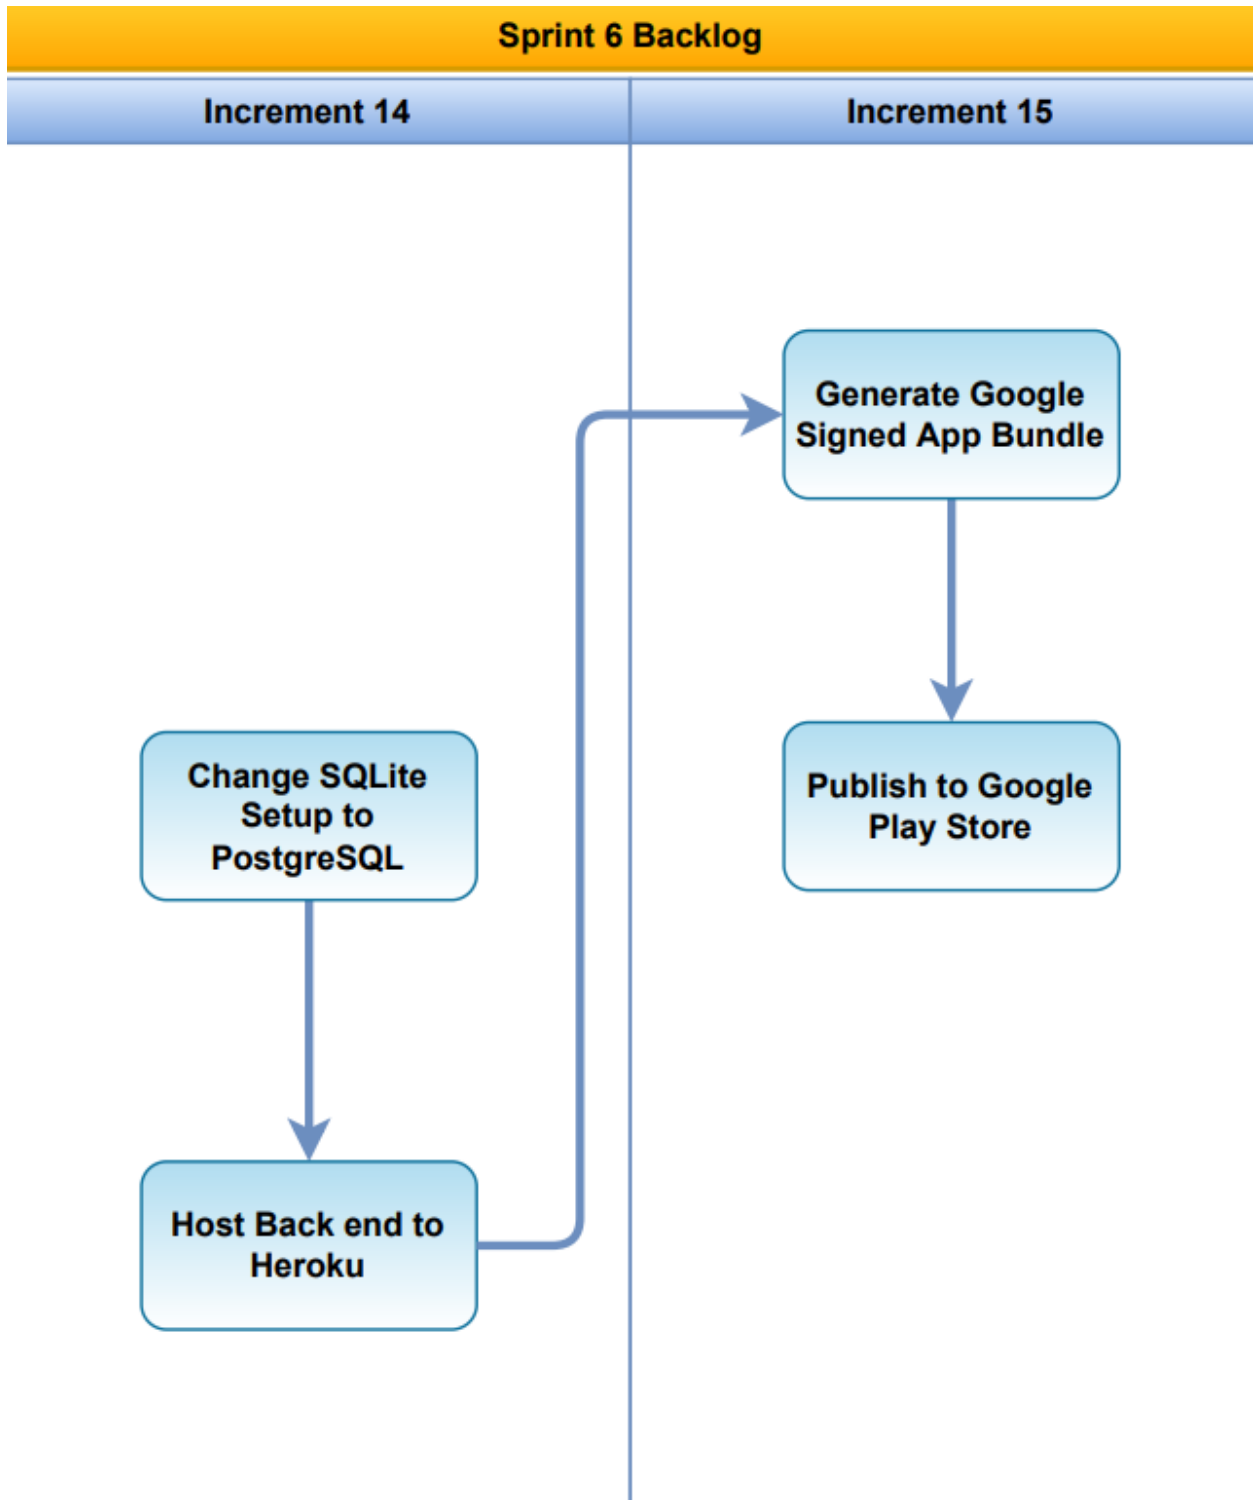 Sprint 6 Backlog
Increment 14
Increment 15
Change SQLite
Setup to
PostgreSQL
Host Back end to
Heroku
Generate Google
Signed App Bundle
Publish to Google
Play Store